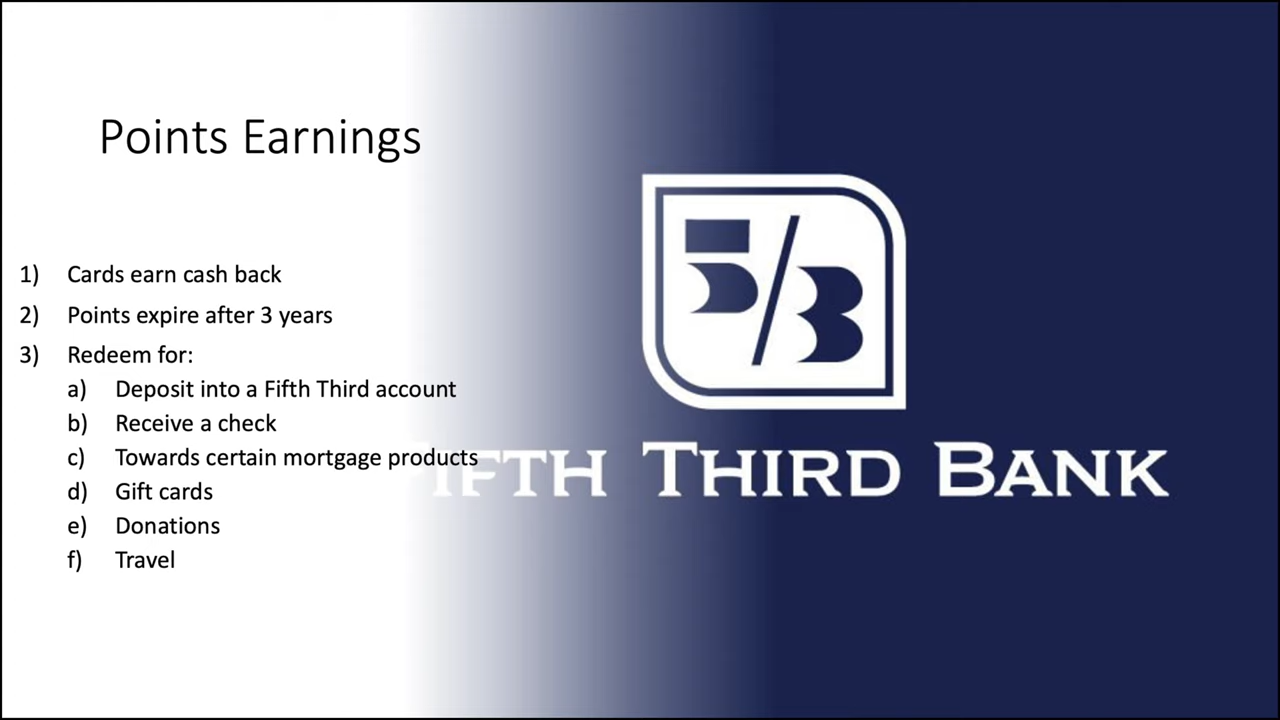 Points Earnings
1) Cards earn cash back
2) Points expire after 3 years
3) Redeem for:
a) Deposit into a Fifth Third account
b) Receive a check
c) Towards certain mortgage products
d) Gift cards
e) Donations
f) Travel
5/3
FIFTH THIRD BANK